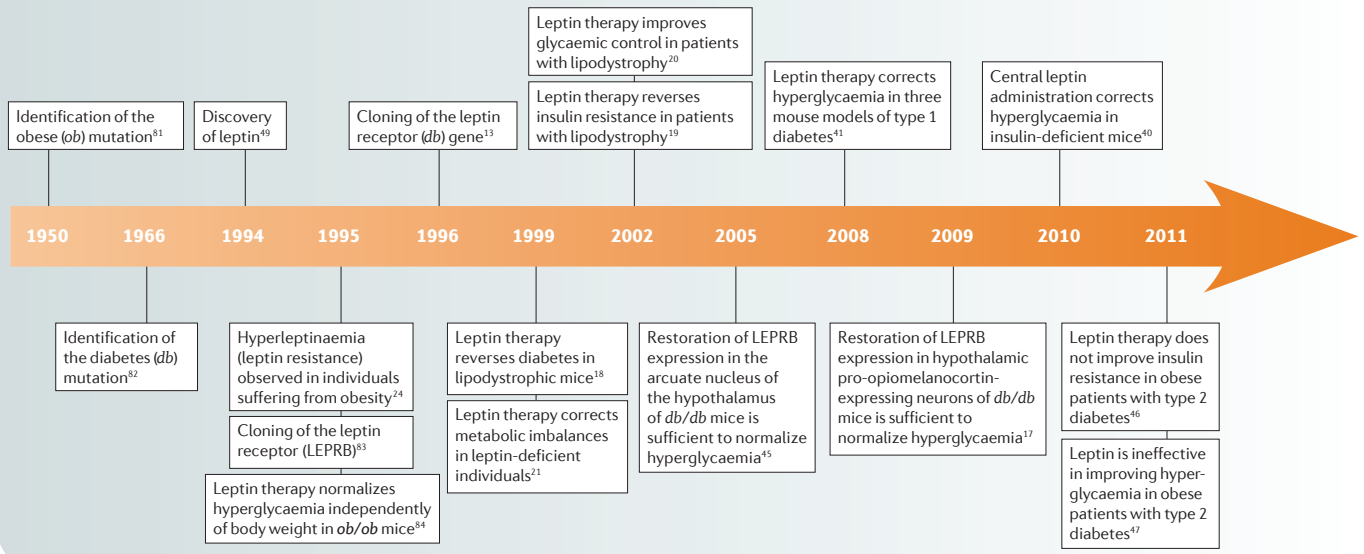 Leptin therapy improves
glycaemic control in patients
with lipodystrophy20
Leptin therapy reverses
insulin resistance in patients
with lipodystrophy19
Identification of the
obese (ob) mutation81
Discovery
of leptin49
Cloning of the leptin
receptor (db) gene13
Leptin therapy corrects
hyperglycaemia in three
mouse models of type 1
diabetes41
Central leptin
administration corrects
hyperglycaemia in
insulin-deficient mice40
1950 1966 1994 1995 1996 1999 2002 2005 2008 2009 2010 2011
Identification of
the diabetes (db)
mutation82
Hyperleptinaemia
(leptin resistance)
observed in individuals
suffering from obesity24
Cloning of the leptin
receptor (LEPRB)83
Leptin therapy normalizes
hyperglycaemia independently
of body weight in ob/ob mice84
Leptin therapy
reverses diabetes in
lipodystrophic mice18
Leptin therapy corrects
metabolic imbalances
in leptin-deficient
individuals21
Restoration of LEPRB
expression in the
arcuate nucleus of
the hypothalamus
of db/db mice is
sufficient to normalize
hyperglycaemia45
Restoration of LEPRB
expression in hypothalamic
pro-opiomelanocortin-
expressing neurons of db/db
mice is sufficient to
normalize hyperglycaemia17
Leptin therapy does
not improve insulin
resistance in obese
patients with type 2
diabetes46
Leptin is ineffective
in improving hyper-
glycaemia in obese
patients with type 2
diabetes47